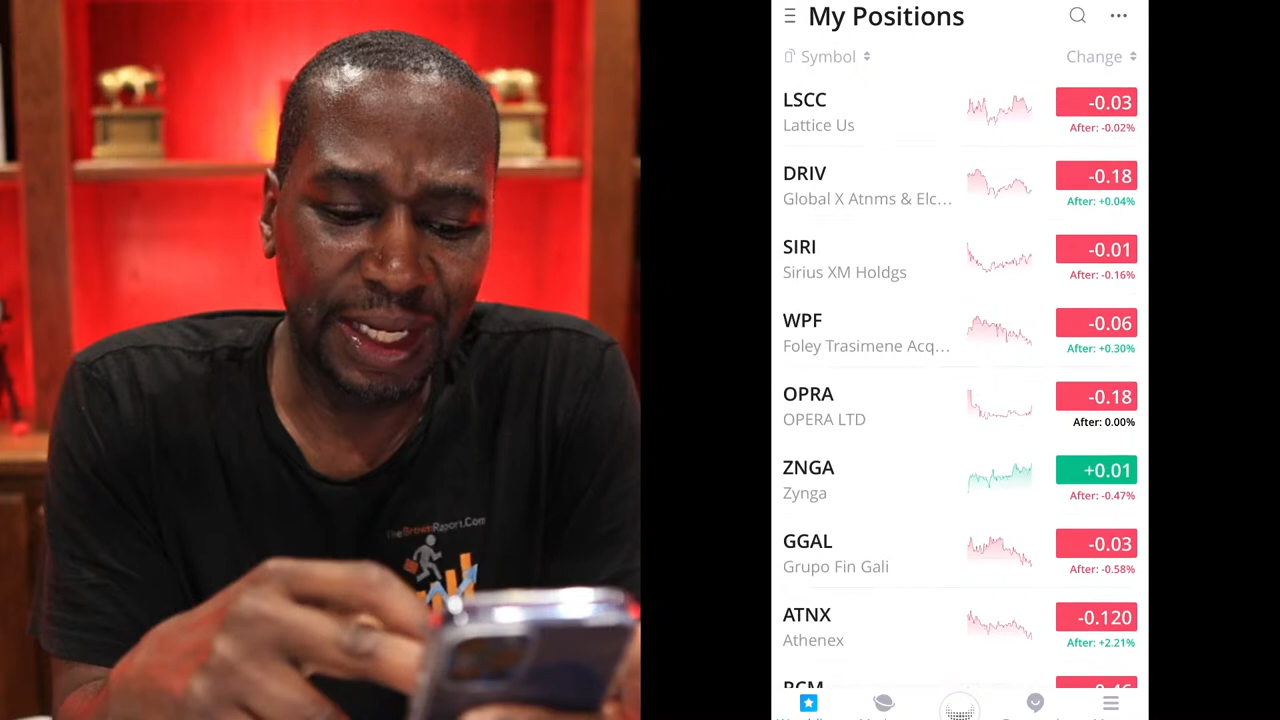 My Positions
Symbol
Change
LSCC
-0.03
Lattice Us
After: -0.02%
DRIV
-0.18
Global X Atnms & Elc...
After: +0.04%
SIRI
-0.01
Sirius XM Holdgs
After: -0.16%
WPF
-0.06
Foley Trasimene Acq...
After: +0.30%
OPRA
-0.18
OPERA LTD
After: 0.00%
ZNGA
+0.01
Zynga
After: -0.47%
GGAL
-0.03
Grupo Fin Gali
After: -0.58%
ATNX
-0.120
Athenex
After: +2.21%
TheBrownReport.Com